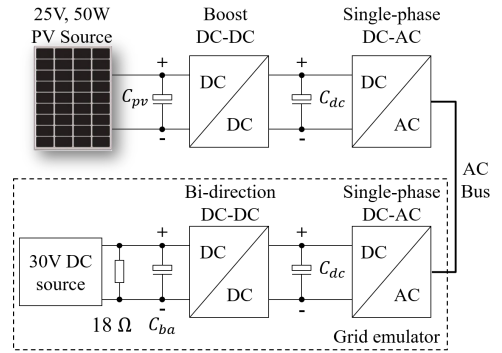 25V, 50W
PV Source
Boost
DC-DC
Single-phase
DC-AC
+
C_pv
-
DC
DC
+
C_dc
-
DC
AC
AC
Bus
Bi-direction
DC-DC
Single-phase
DC-AC
30V DC
source
18 Ω
+
-
C_ba
DC
DC
+
C_dc
-
DC
AC
Grid emulator